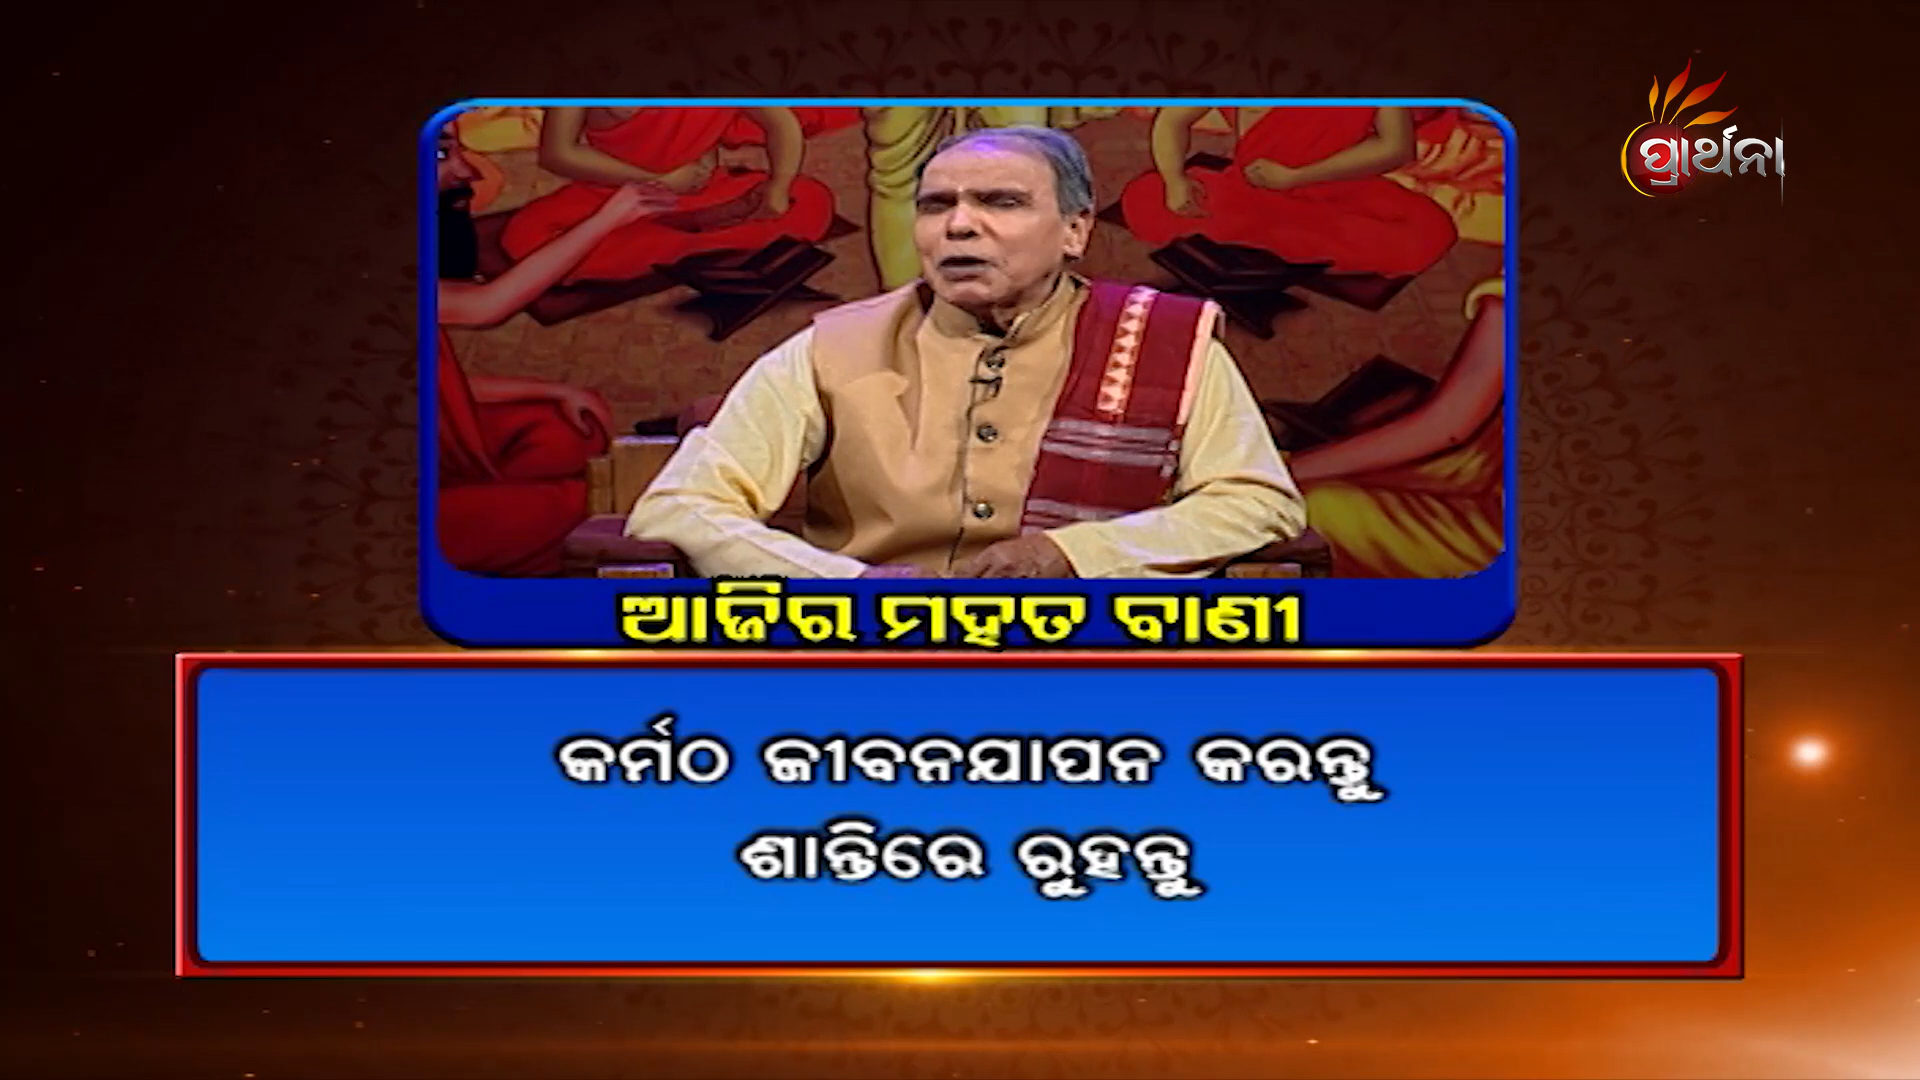 ପ୍ରାର୍ଥନା
ଆଜିର ମହତ ବାଣୀ
କର୍ମଠ ଜୀବନଯାପନ କରନ୍ତୁ
ଶାନ୍ତିରେ ରୁହନ୍ତୁ